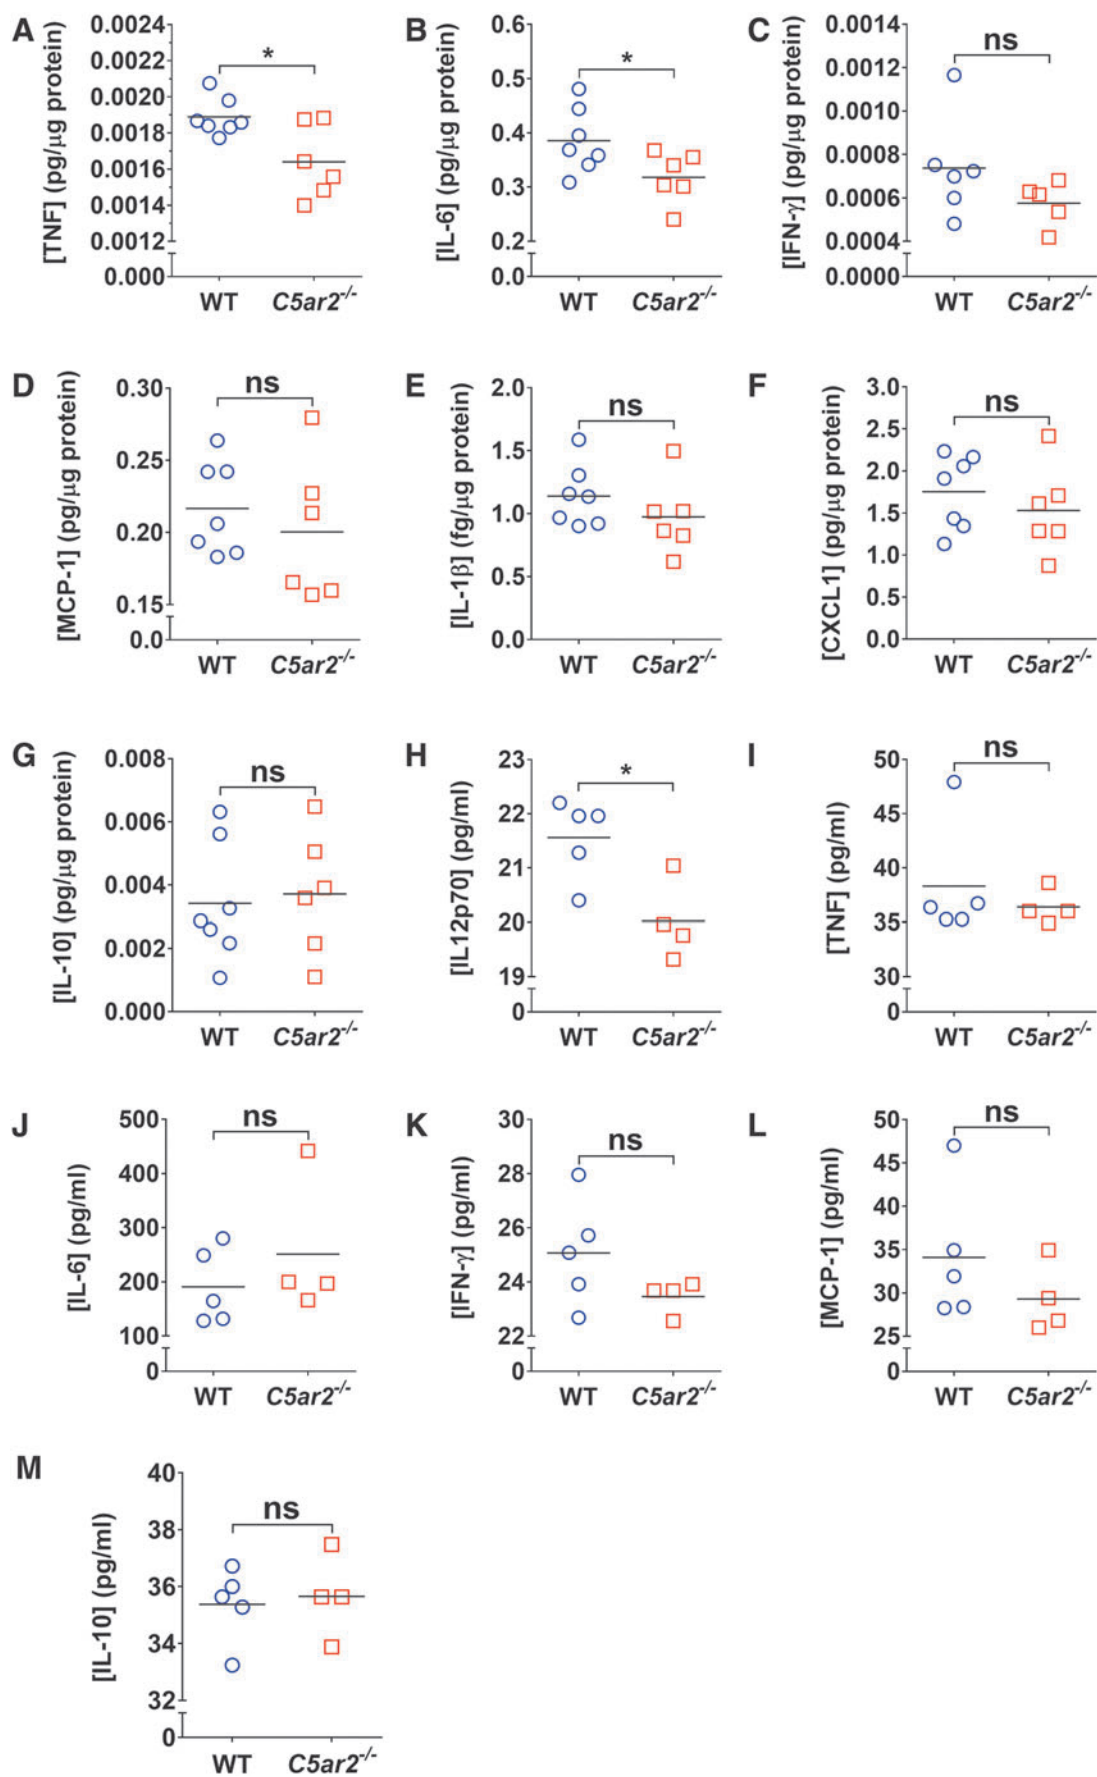 A
[TNF] (pg/μg protein)
0.0024
0.0022
0.0020
0.0018
0.0016
0.0014
0.0012
0.000
*
WT
C5ar2-/-
B
[IL-6] (pg/μg protein)
0.6
0.5
0.4
0.3
0.2
0.0
*
WT
C5ar2-/-
C
[IFN-γ] (pg/μg protein)
0.0014
0.0012
0.0010
0.0008
0.0006
0.0004
0.0000
ns
WT
C5ar2-/-
D
[MCP-1] (pg/μg protein)
0.30
0.25
0.20
0.15
0.0
ns
WT
C5ar2-/-
E
[IL-1β] (fg/μg protein)
2.0
1.5
1.0
0.5
0.0
ns
WT
C5ar2-/-
F
[CXCL1] (pg/μg protein)
3.0
2.5
2.0
1.5
1.0
0.5
0.0
ns
WT
C5ar2-/-
G
[IL-10] (pg/μg protein)
0.008
0.006
0.004
0.002
0.000
ns
WT
C5ar2-/-
H
[IL12p70] (pg/ml)
23
22
21
20
19
0
*
WT
C5ar2-/-
I
[TNF] (pg/ml)
50
45
40
35
30
0
ns
WT
C5ar2-/-
J
[IL-6] (pg/ml)
500
400
300
200
100
0
ns
WT
C5ar2-/-
K
[IFN-γ] (pg/ml)
30
28
26
24
22
0
ns
WT
C5ar2-/-
L
[MCP-1] (pg/ml)
50
45
40
35
30
25
0
ns
WT
C5ar2-/-
M
[IL-10] (pg/ml)
40
38
36
34
32
0
ns
WT
C5ar2-/-